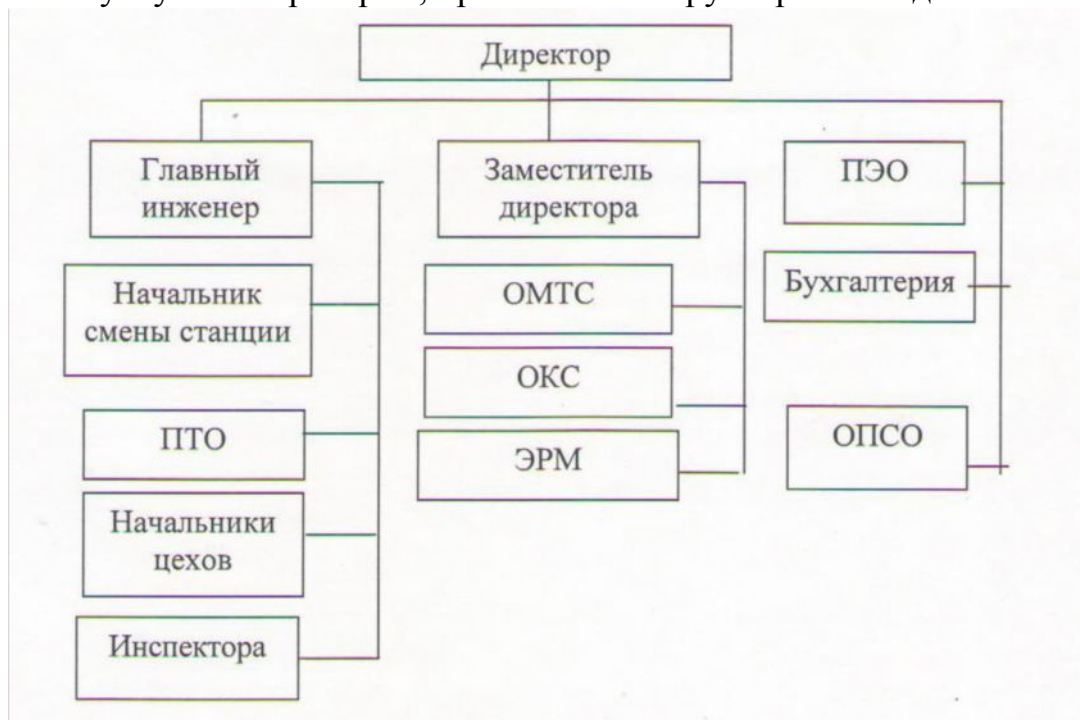 Директор
Главный
инженер
Заместитель
директора
ПЭО
Начальник
смены станции
ОМТС
Бухгалтерия
ОКС
ПТО
ЭРМ
ОПСО
Начальники
цехов
Инспектора